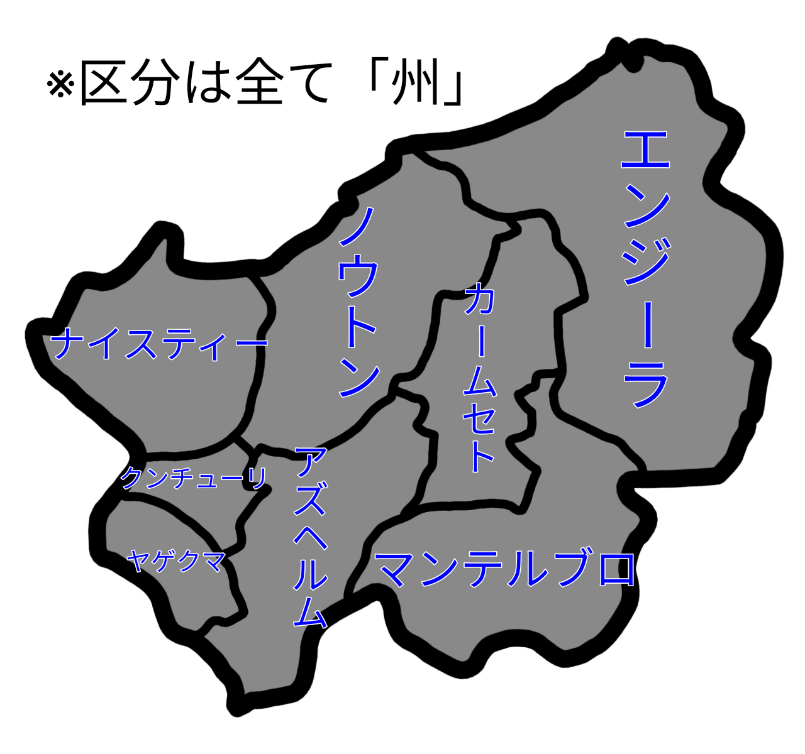 ※区分は全て「州」
エンジーラ
ノウトン
カームセト
ナイスティー
アズヘルム
クンチューリ
ヤゲクマ
マンテルブロ